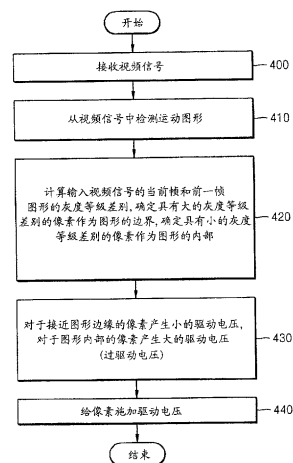 开始
接收视频信号
400
从视频信号中检测运动图形
410
计算输入视频信号的当前帧和前一帧
图形的灰度等级差别,确定具有大的灰度等级
差别的像素作为图形的边界,确定具有小的灰度
等级差别的像素作为图形的内部
420
对于接近图形边缘的像素产生小的驱动电压,
对于图形内部的像素产生大的驱动电压
(过驱动电压)
430
给像素施加驱动电压
440
结束